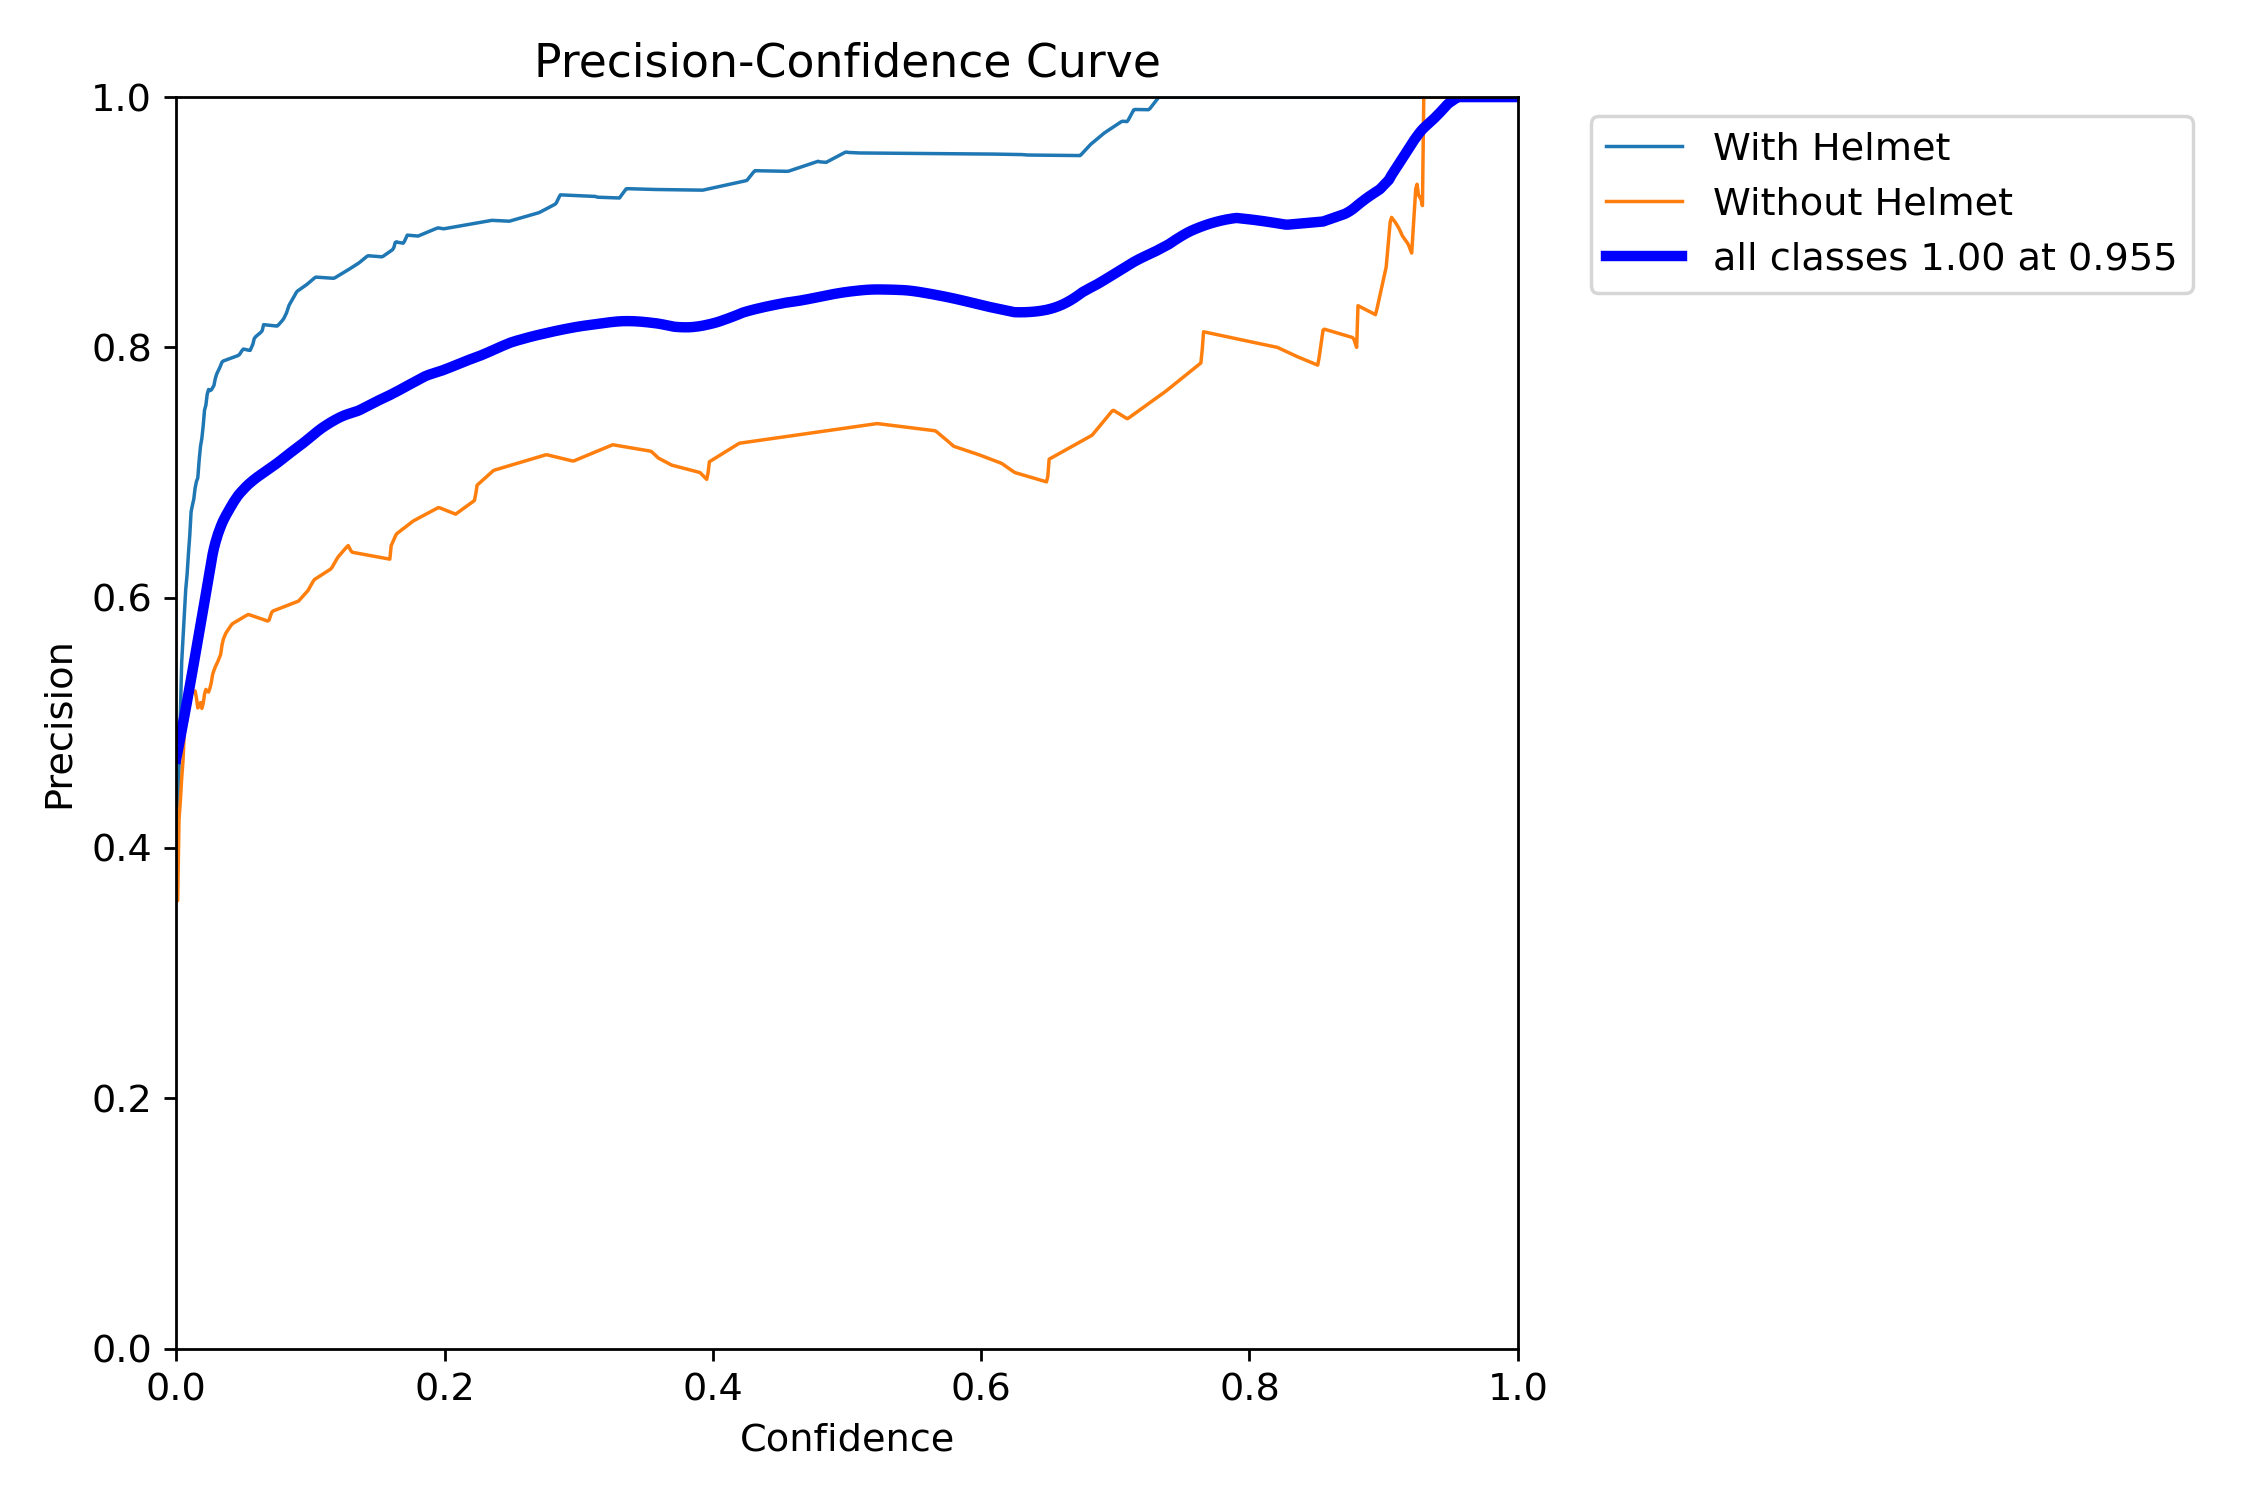 Precision-Confidence Curve
1.0
0.8
0.6
0.4
0.2
0.0
Precision
0.0 0.2 0.4 0.6 0.8 1.0
Confidence
With Helmet
Without Helmet
all classes 1.00 at 0.955